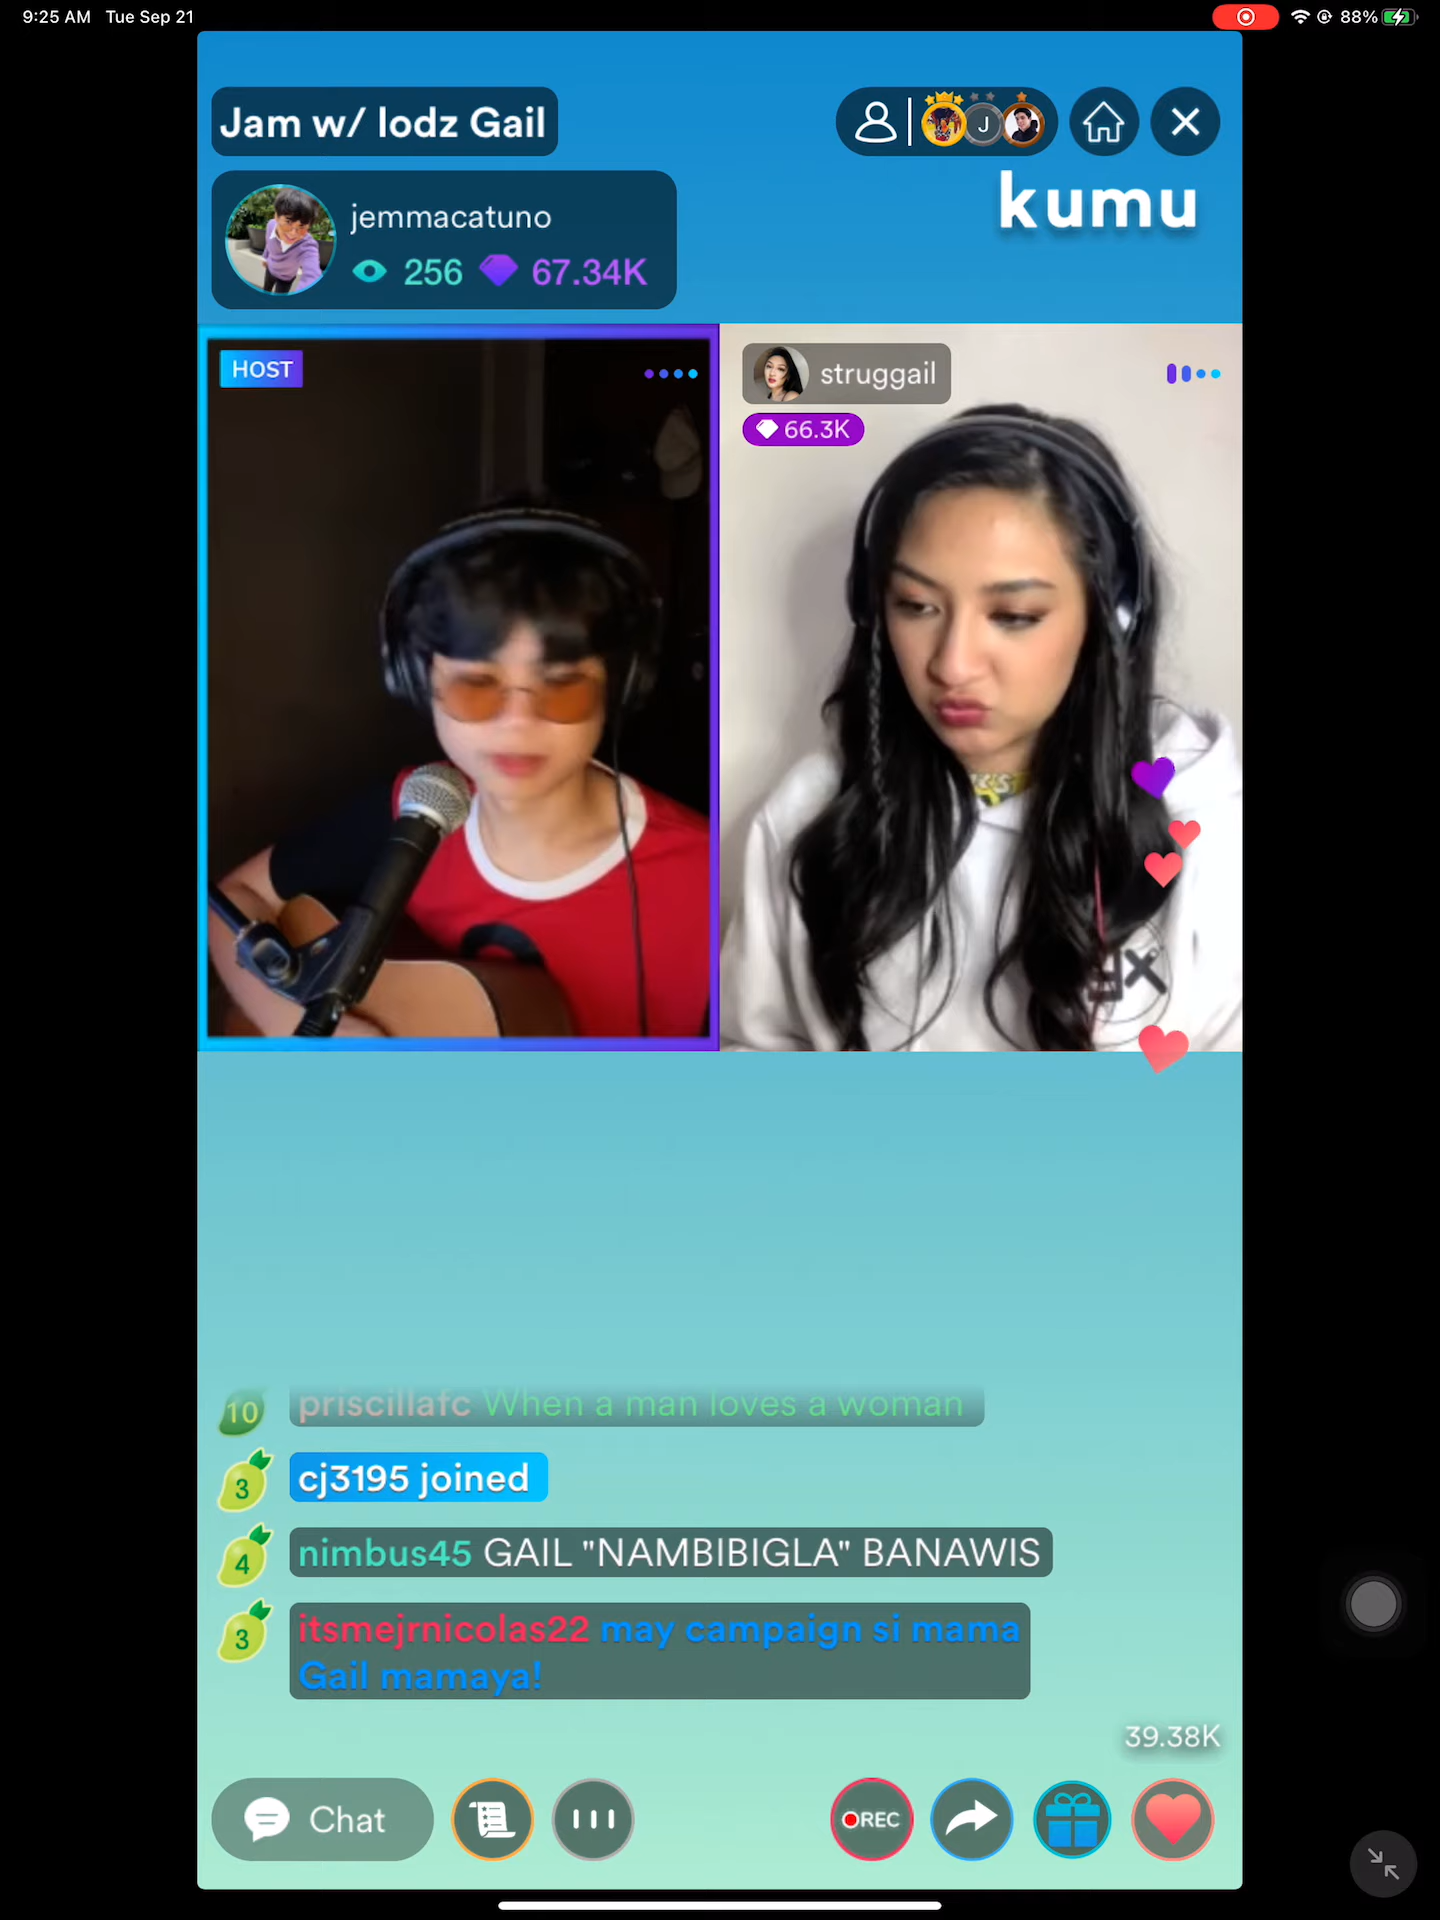 9:25 AM Tue Sep 21
88%
Jam w/ lodz Gail
J
jemmacatuno
256 67.34K
kumu
HOST
struggail
66.3K
10 priscillafc When a man loves a woman
3 cj3195 joined
4 nimbus45 GAIL "NAMBIBIGLA" BANAWIS
3 itsmejrnicolas22 may campaign si mama
Gail mamaya!
39.38K
Chat
REC